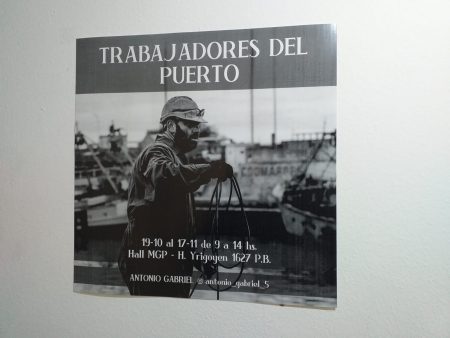 TRABAJADORES DEL
PUERTO
19-10 al 17-11 de 9 a 14 hs.
Hall MGP - H. Yrigoyen 1627 P.B.
ANTONIO GABRIEL @ antonio_gabriel_5